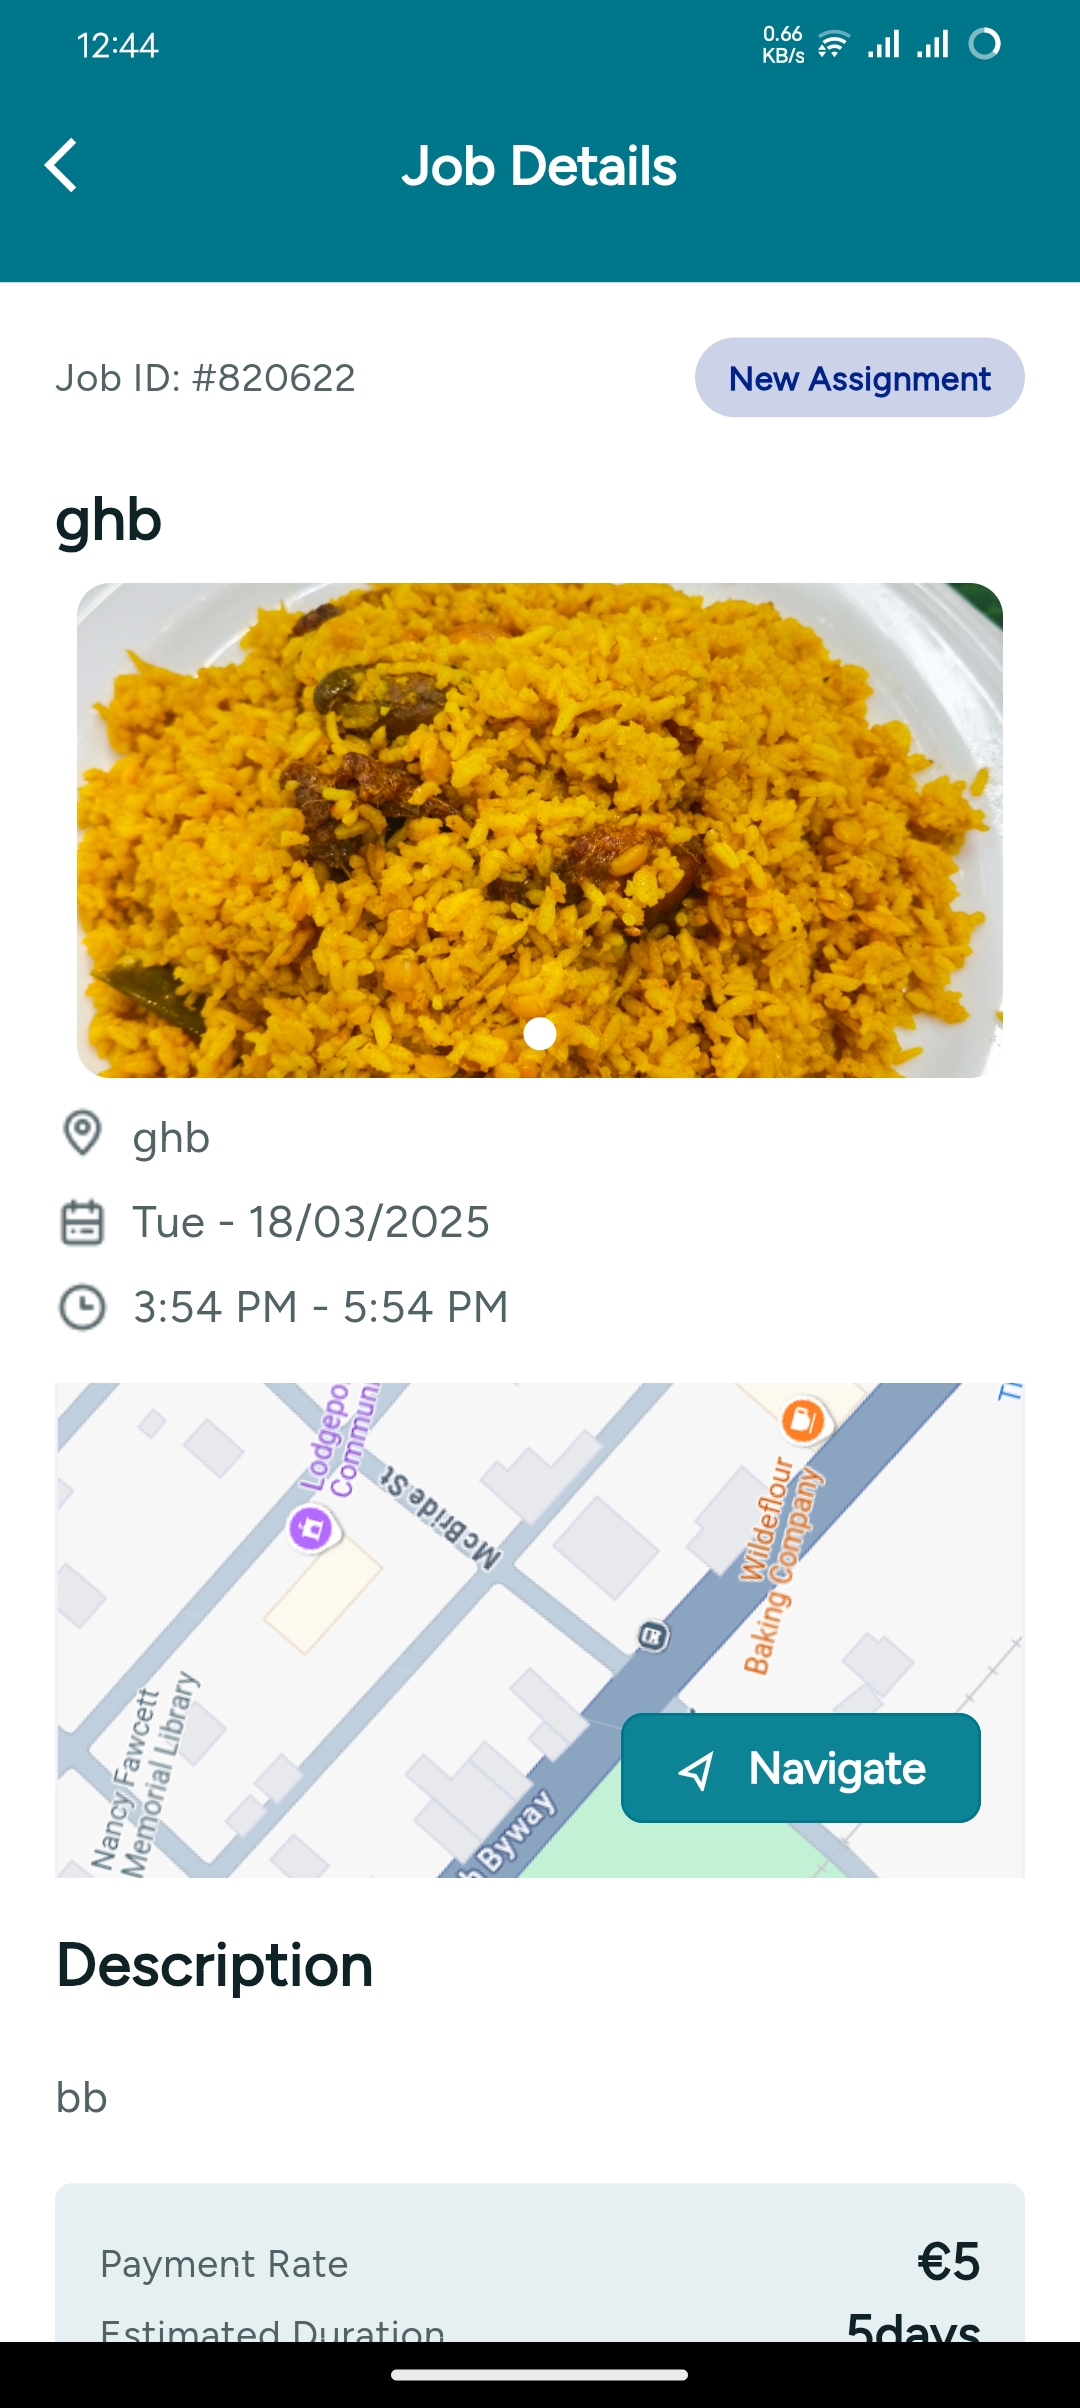 12:44
0.66
KB/s
Job Details
Job ID: #820622
New Assignment
ghb
ghb
Tue - 18/03/2025
3:54 PM - 5:54 PM
Lodgepo
Communi
McBride St
Wildeflour
Baking Company
Nancy Fawcett
Memorial Library
h Byway
Navigate
Description
bb
Payment Rate
€5
Estimated Duration
5days